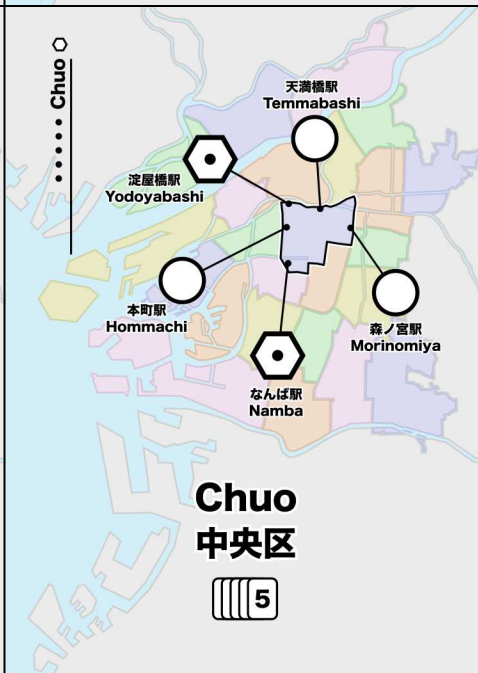 Chuo
天満橋駅
Temmabashi
淀屋橋駅
Yodoyabashi
本町駅
Hommachi
森ノ宮駅
Morinomiya
なんば駅
Namba
Chuo
中央区
5